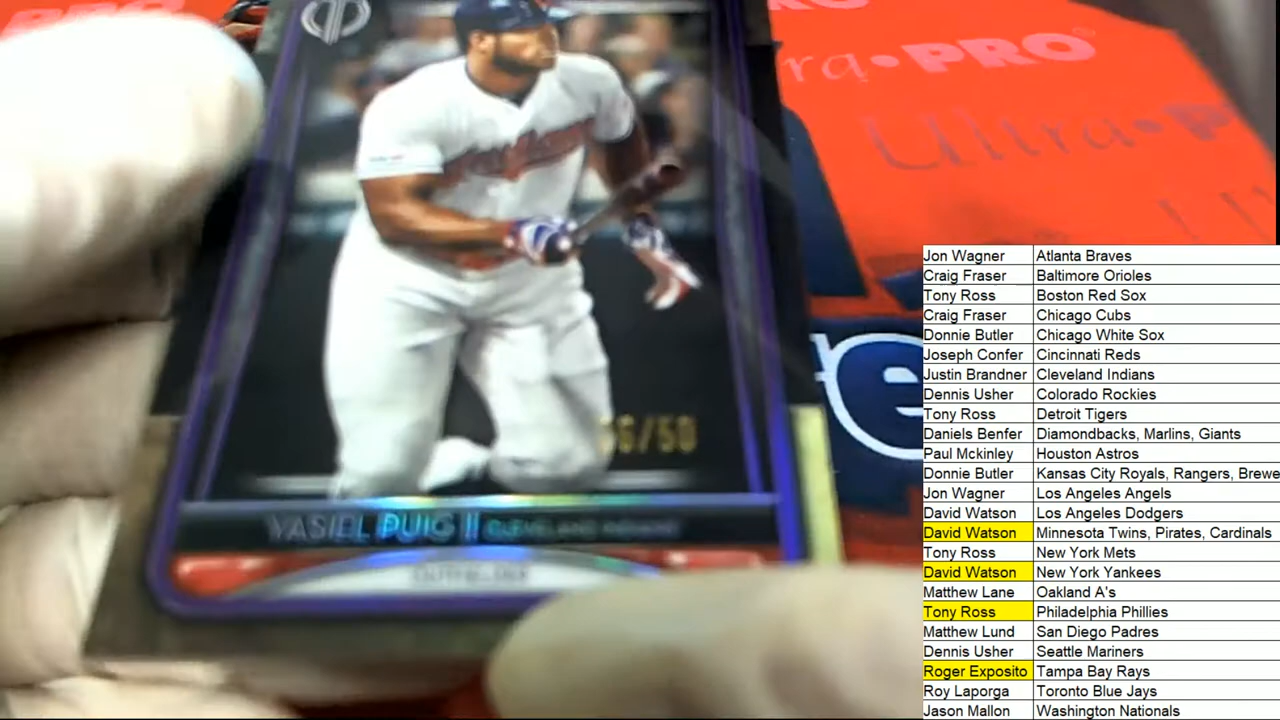 PRO
ra•PRO®
Ultra•P
6/50
YASIEL PUIG || CLEVELAND INDIANS
OUTFIELDER
e
Jon Wagner Atlanta Braves
Craig Fraser Baltimore Orioles
Tony Ross Boston Red Sox
Craig Fraser Chicago Cubs
Donnie Butler Chicago White Sox
Joseph Confer Cincinnati Reds
Justin Brandner Cleveland Indians
Dennis Usher Colorado Rockies
Tony Ross Detroit Tigers
Daniels Benfer Diamondbacks, Marlins, Giants
Paul Mckinley Houston Astros
Donnie Butler Kansas City Royals, Rangers, Brewe
Jon Wagner Los Angeles Angels
David Watson Los Angeles Dodgers
David Watson Minnesota Twins, Pirates, Cardinals
Tony Ross New York Mets
David Watson New York Yankees
Matthew Lane Oakland A's
Tony Ross Philadelphia Phillies
Matthew Lund San Diego Padres
Dennis Usher Seattle Mariners
Roger Exposito Tampa Bay Rays
Roy Laporga Toronto Blue Jays
Jason Mallon Washington Nationals